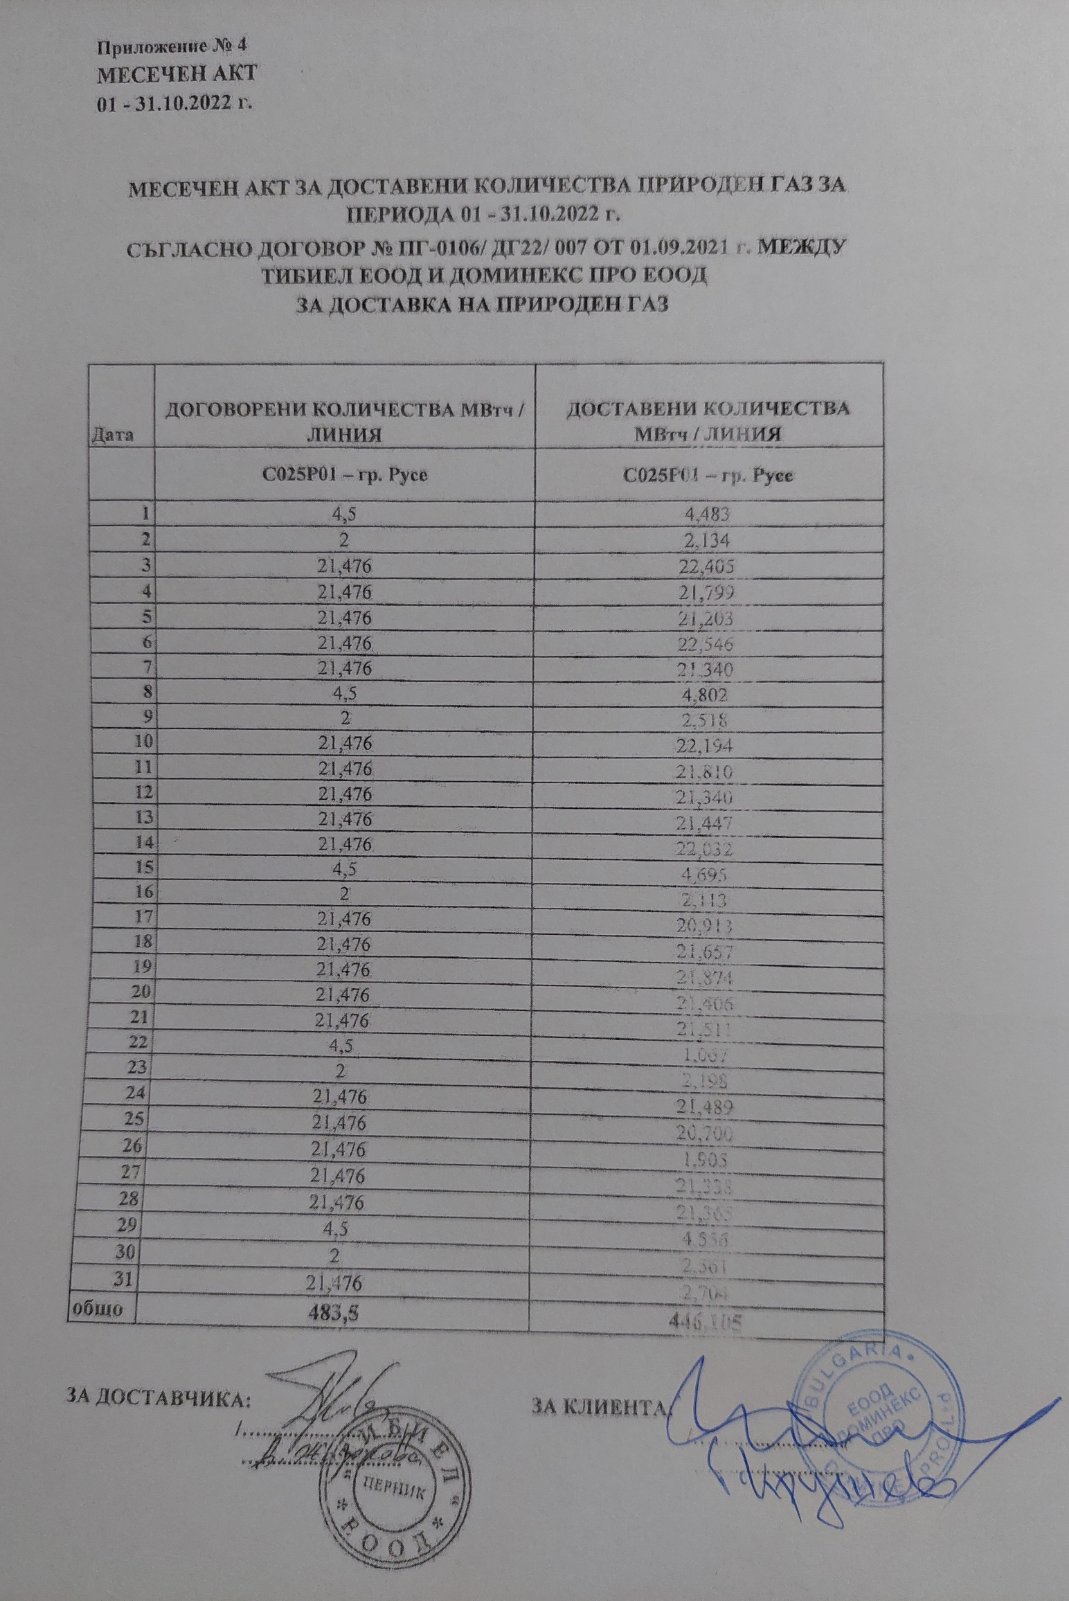 Приложение № 4
МЕСЕЧЕН АКТ
01 - 31.10.2022 г.
МЕСЕЧЕН АКТ ЗА ДОСТАВЕНИ КОЛИЧЕСТВА ПРИРОДЕН ГАЗ ЗА
ПЕРИОДА 01 - 31.10.2022 г.
СЪГЛАСНО ДОГОВОР № ПГ-0106/ ДГ22/ 007 ОТ 01.09.2021 г. МЕЖДУ
ТИБИЕЛ ЕООД И ДОМИНЕКС ПРО ЕООД
ЗА ДОСТАВКА НА ПРИРОДЕН ГАЗ
Дата ДОГОВОРЕНИ КОЛИЧЕСТВА МВтч / ЛИНИЯ ДОСТАВЕНИ КОЛИЧЕСТВА МВтч / ЛИНИЯ
С025Р01 – гр. Русе С025Р01 – гр. Русе
1 4,5 4,483
2 2 2,134
3 21,476 22,405
4 21,476 21,799
5 21,476 21,203
6 21,476 22,546
7 21,476 21,340
8 4,5 4,802
9 2 2,518
10 21,476 22,194
11 21,476 21,810
12 21,476 21,340
13 21,476 21,447
14 21,476 22,032
15 4,5 4,695
16 2 2,113
17 21,476 20,913
18 21,476 21,657
19 21,476 21,874
20 21,476 21,406
21 21,476 21,511
22 4,5 1,067
23 2 2,198
24 21,476 21,489
25 21,476 20,700
26 21,476 1,905
27 21,476 21,338
28 21,476 21,365
29 4,5
30 2 2,361
31 21,476 2,704
общо 483,5 446,105
ЗА ДОСТАВЧИКА:
ЗА КЛИЕНТА:
ТИБИЕЛ
ПЕРНИК
ЕООД
BULGARIA
ЕООД
ДОМИНЕКС
ПРО